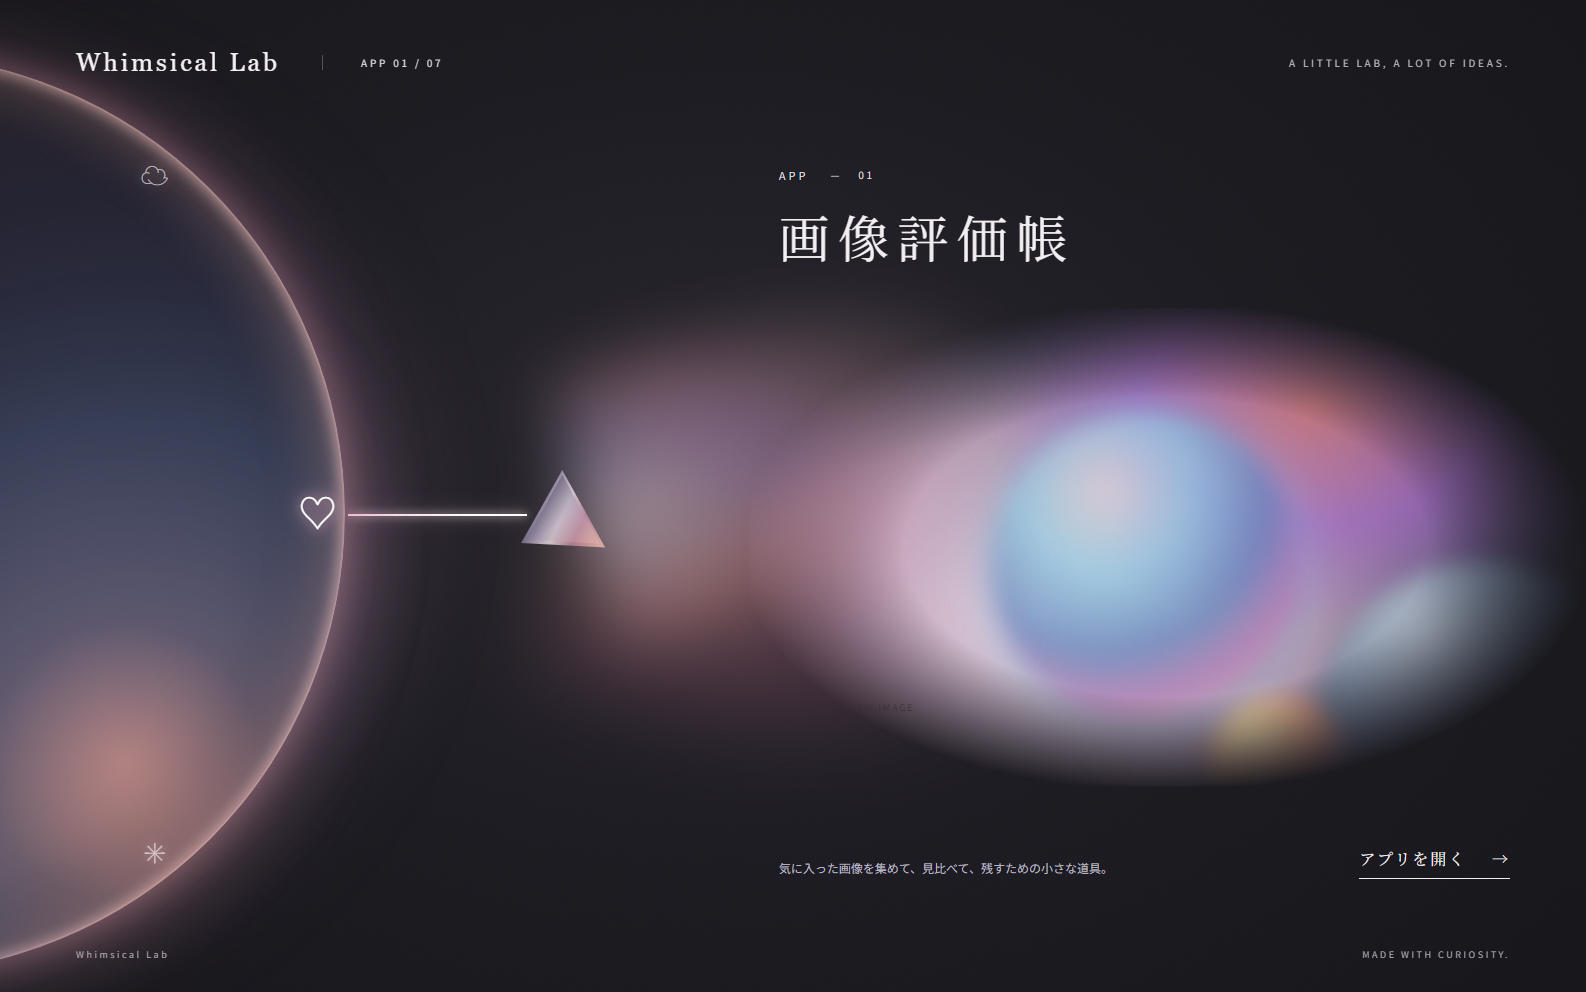 Whimsical Lab
APP 01 / 07
A LITTLE LAB, A LOT OF IDEAS.
APP — 01
画像評価帳
IMAGE
気に入った画像を集めて、見比べて、残すための小さな道具。
アプリを開く →
Whimsical Lab
MADE WITH CURIOSITY.